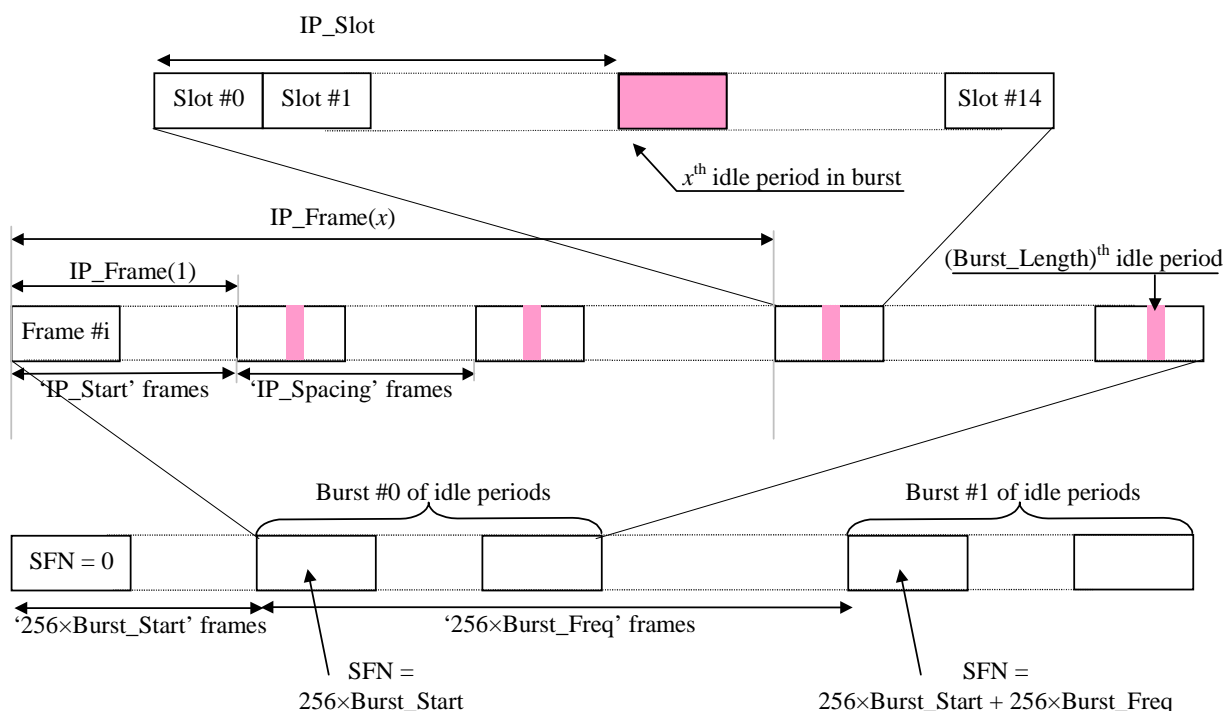 IP_Slot
Slot #0 Slot #1 Slot #14
xth idle period in burst
IP_Frame(x)
IP_Frame(1)
(Burst_Length)th idle period
Frame #i
‘IP_Start’ frames ‘IP_Spacing’ frames
Burst #0 of idle periods Burst #1 of idle periods
SFN = 0
‘256×Burst_Start’ frames ‘256×Burst_Freq’ frames
SFN =
256×Burst_Start
SFN =
256×Burst_Start + 256×Burst_Freq